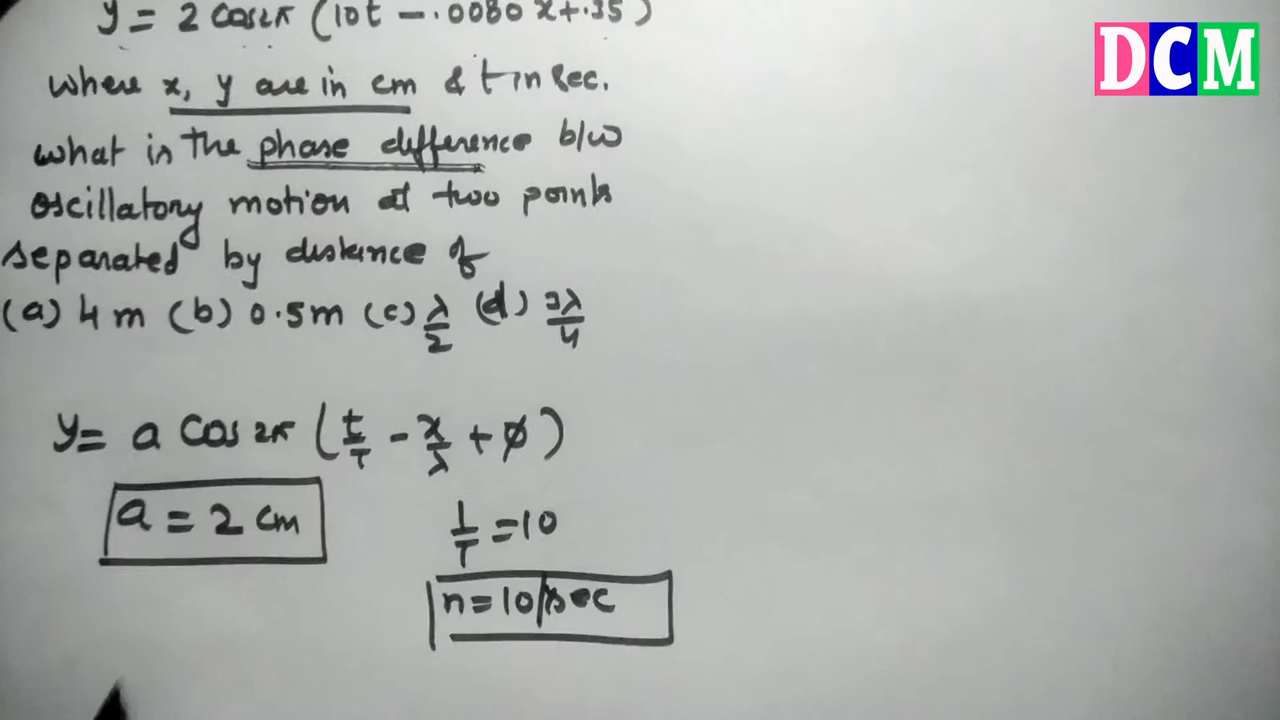 y = 2 cos2π (10t - .0080 x + .35)
DCM
where x, y are in cm & t in sec.
what is the phase difference b/w
oscillatory motion at two points
separated by distance of
(a) 4 m (b) 0.5m (c) λ/2 (d) 3λ/4
y = a cos 2π (t/T - x/λ + φ)
a = 2 cm
1/T = 10
n = 10/sec